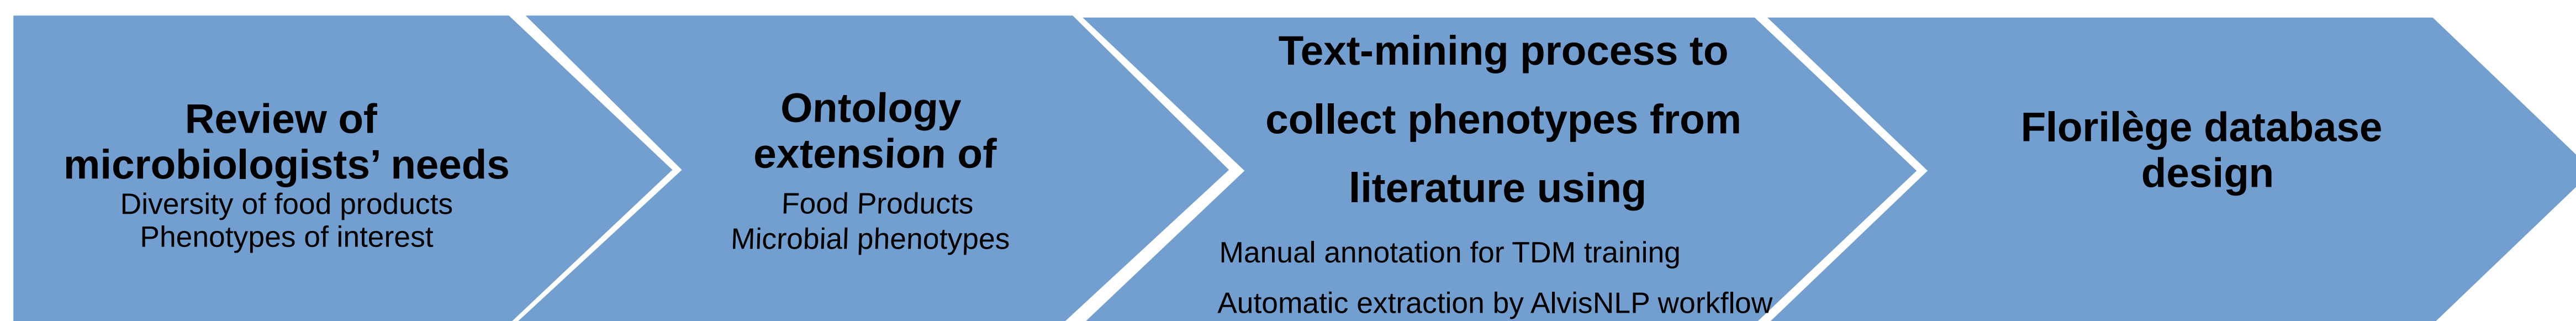 Review of
microbiologists’ needs
Diversity of food products
Phenotypes of interest
Ontology
extension of
Food Products
Microbial phenotypes
Text-mining process to
collect phenotypes from
literature using
Manual annotation for TDM training
Automatic extraction by AlvisNLP workflow
Florilège database
design